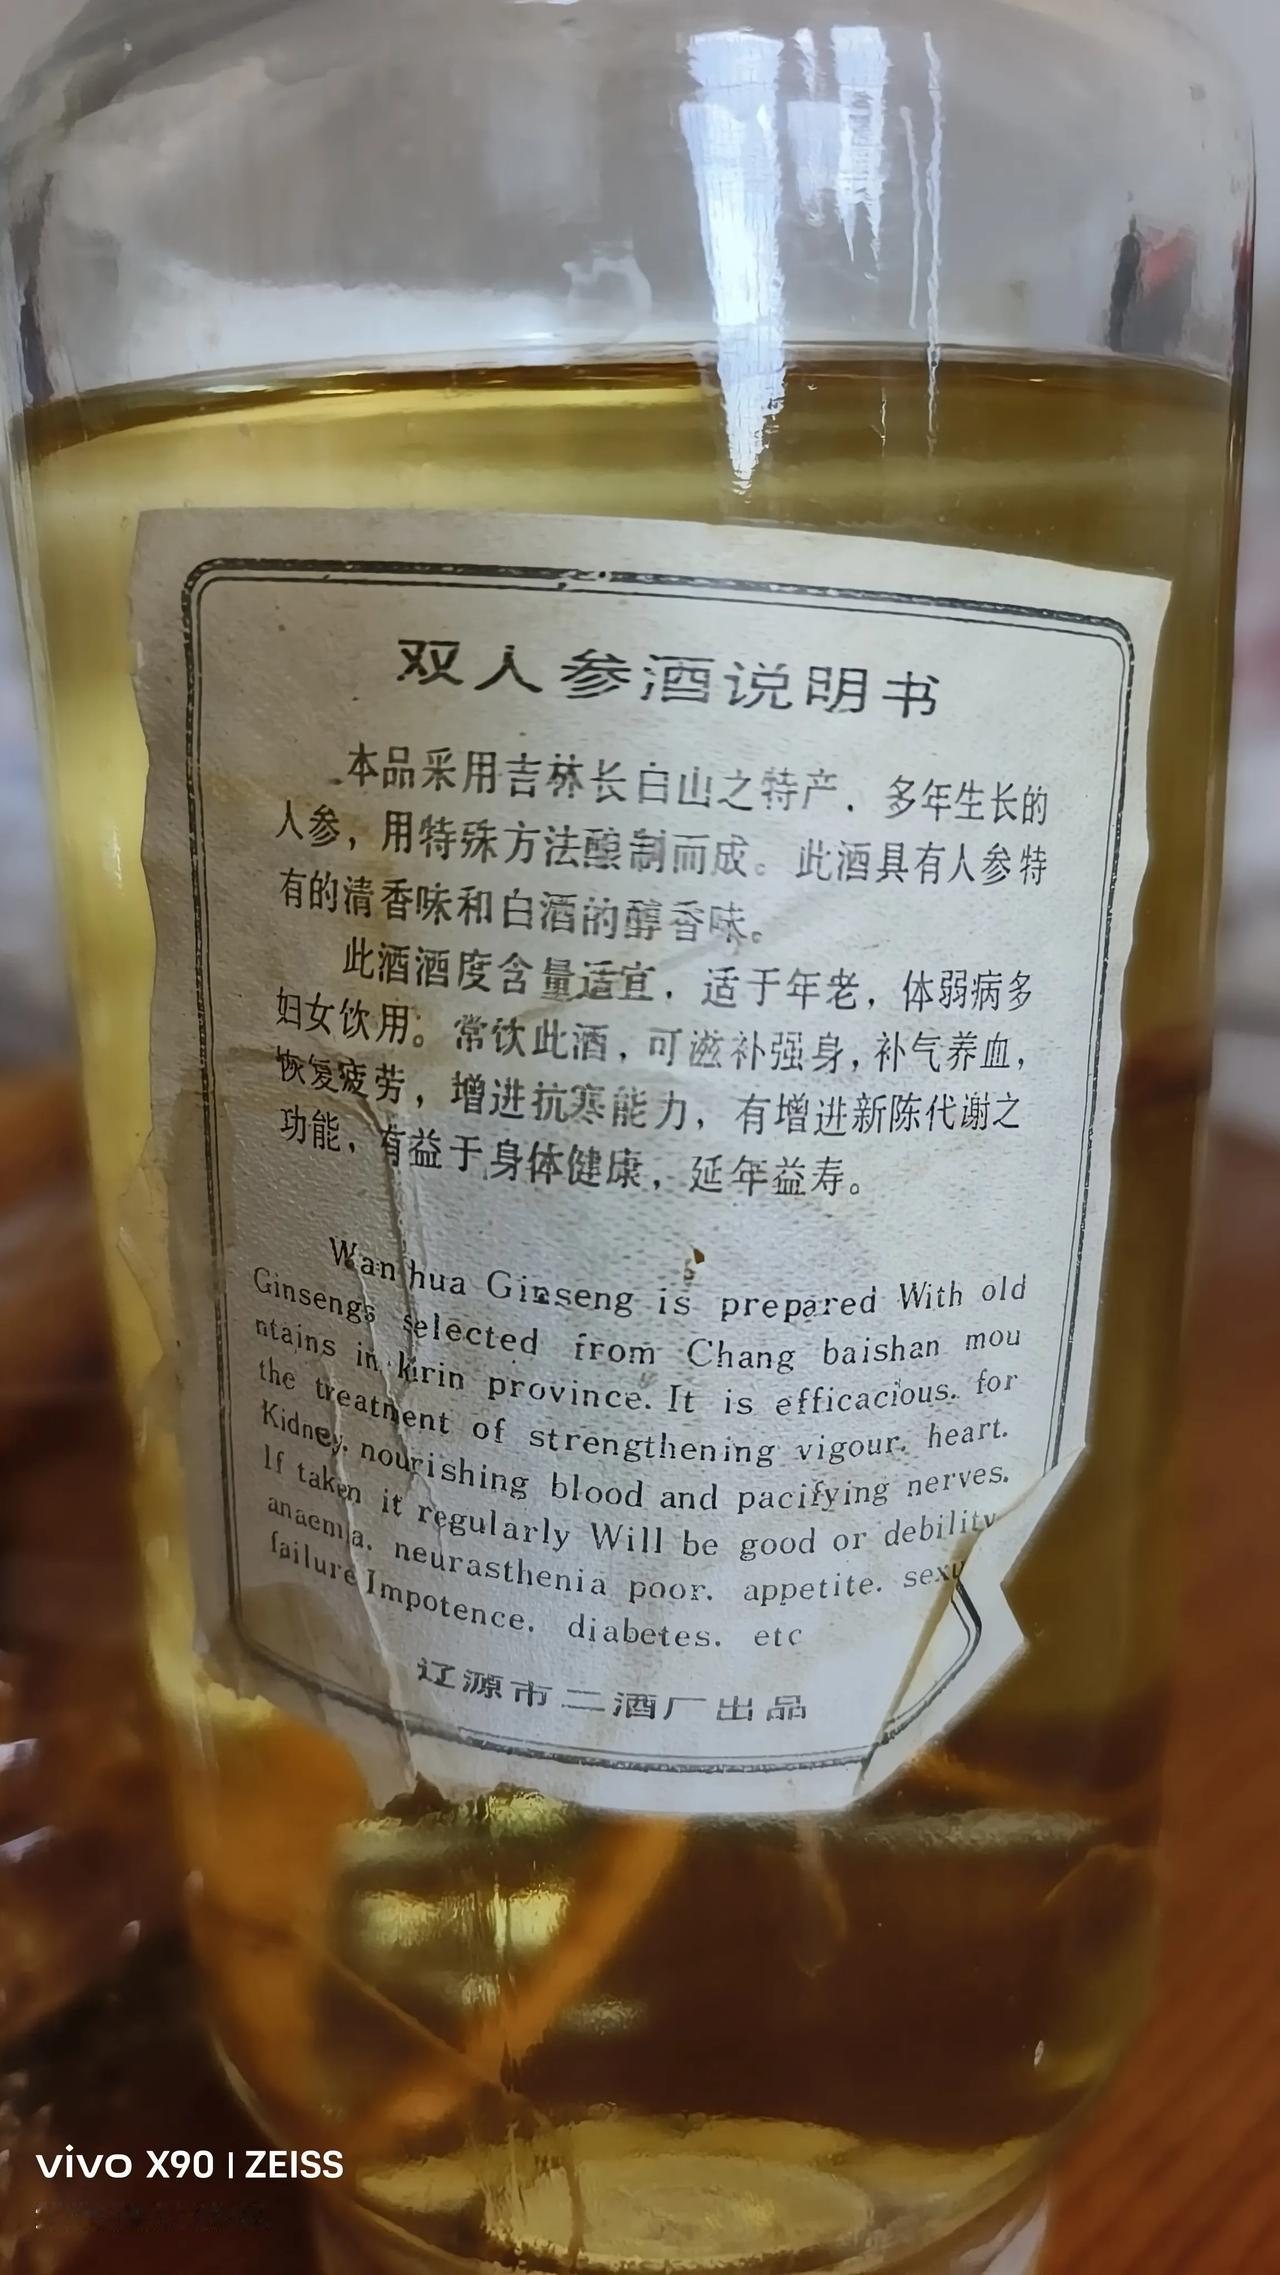 双人参酒说明书
本品采用吉林长白山之特产．多年生长的
人参，用特殊方法酿制而成。此酒具有人参特
有的清香味和白酒的醇香味。
此酒酒度含量适宜．适于年老，体弱病多
妇女饮用。常饮此酒，可滋补强身，补气养血，
恢复疲劳，增进抗寒能力，有增进新陈代谢之
功能，有益于身体健康，延年益寿。
Wanhua Ginseng is prepared With old
Ginsengs selected from Chang baishan mou
ntains in kirin province. It is efficacious. for
the treatment of strengthening vigour. heart.
Kidney. nourishing blood and pacifying nerves.
If taken it regularly Will be good or debility
anaemia. neurasthenia poor. appetite. sexu
failure Impotence. diabetes. etc
辽源市二酒厂出品
vivo X90 | ZEISS